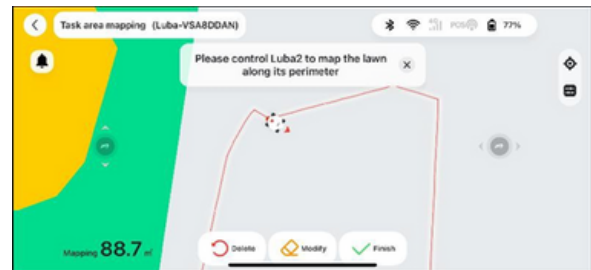 Task area mapping (Luba-VSA8DDAN)
POS
77%
Please control Luba2 to map the lawn
along its perimeter
Mapping 88.7 ㎡
Delete
Modify
Finish